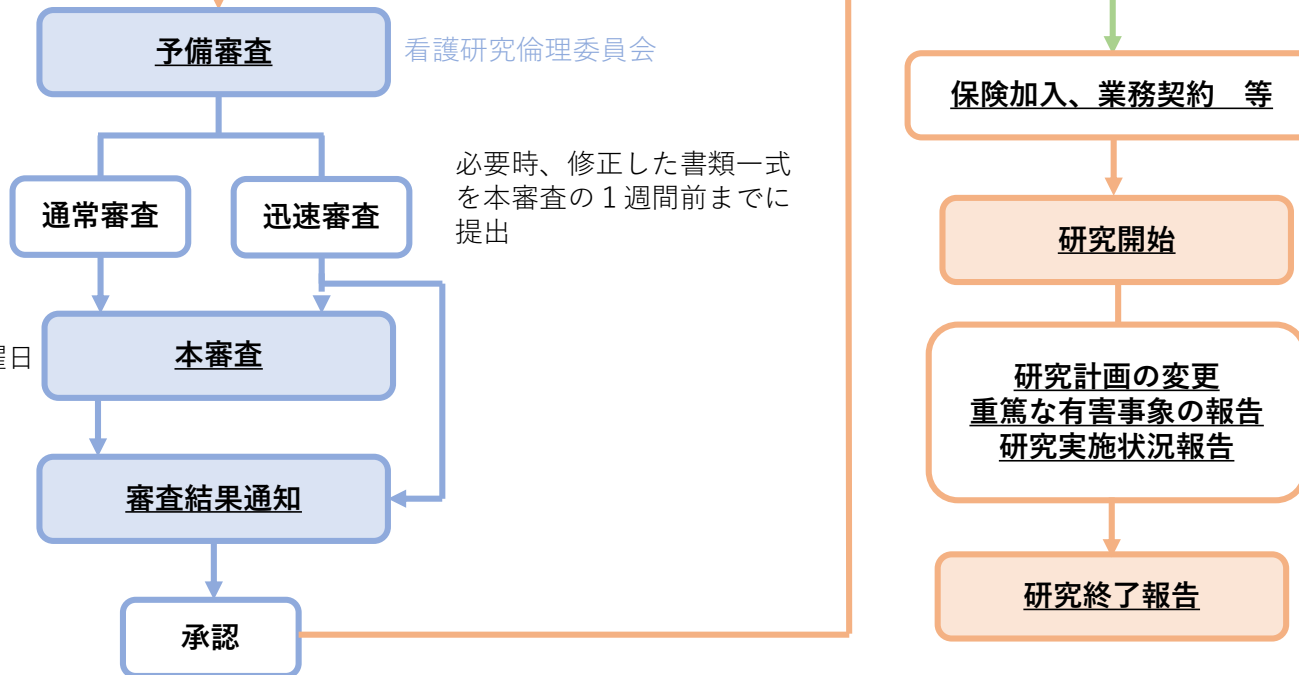 予備審査
看護研究倫理委員会
必要時、修正した書類一式
を本審査の１週間前までに
提出
通常審査
迅速審査
曜日
本審査
審査結果通知
承認
保険加入、業務契約　等
研究開始
研究計画の変更
重篤な有害事象の報告
研究実施状況報告
研究終了報告